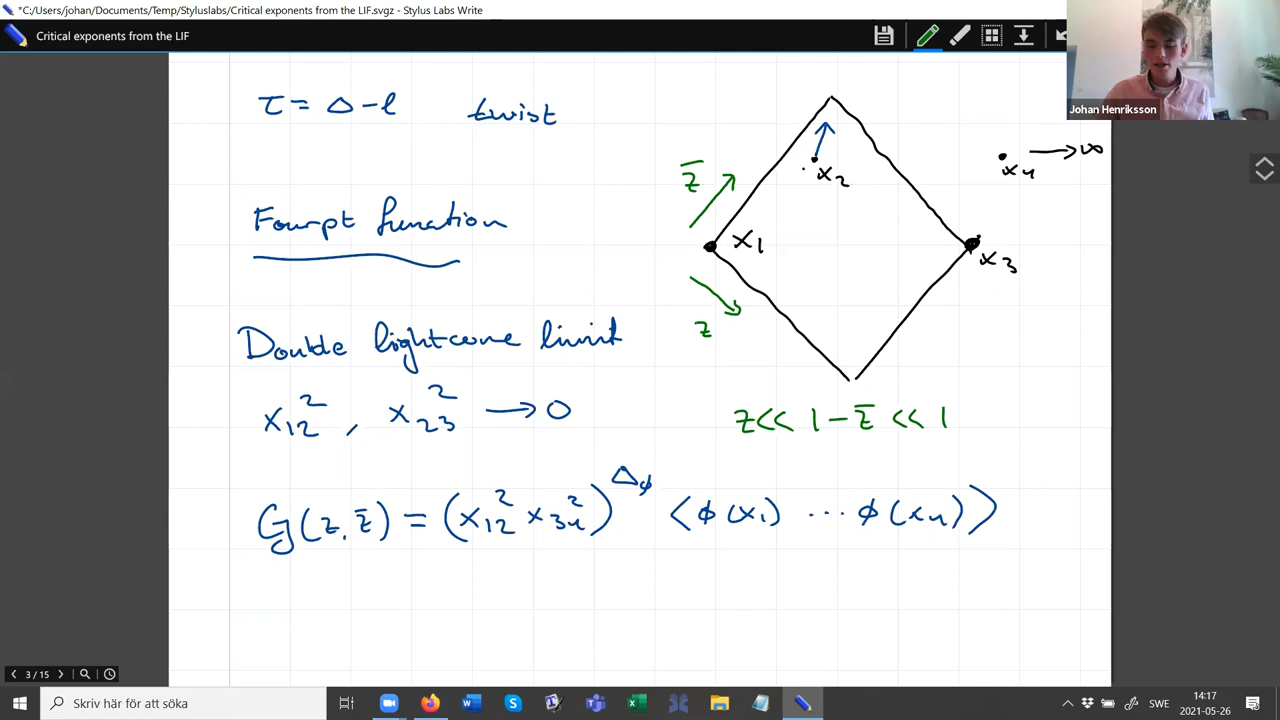 *C:/Users/johan/Documents/Temp/Styluslabs/Critical exponents from the LIF.svgz - Stylus Labs Write
Critical exponents from the LIF
Johan Henriksson
τ = Δ - ℓ twist
Fourpt function
Double lightcone limit
x₁₂², x₂₃² → 0
z̄
z
x₁
x₂
x₃
x₄ → ∞
z << 1 - z̄ << 1
G(z, z̄) = (x₁₂² x₃₄²)^Δ_ϕ ⟨ϕ(x₁) ... ϕ(x₄)⟩
3 / 15
Skriv här för att söka
SWE
14:17
2021-05-26